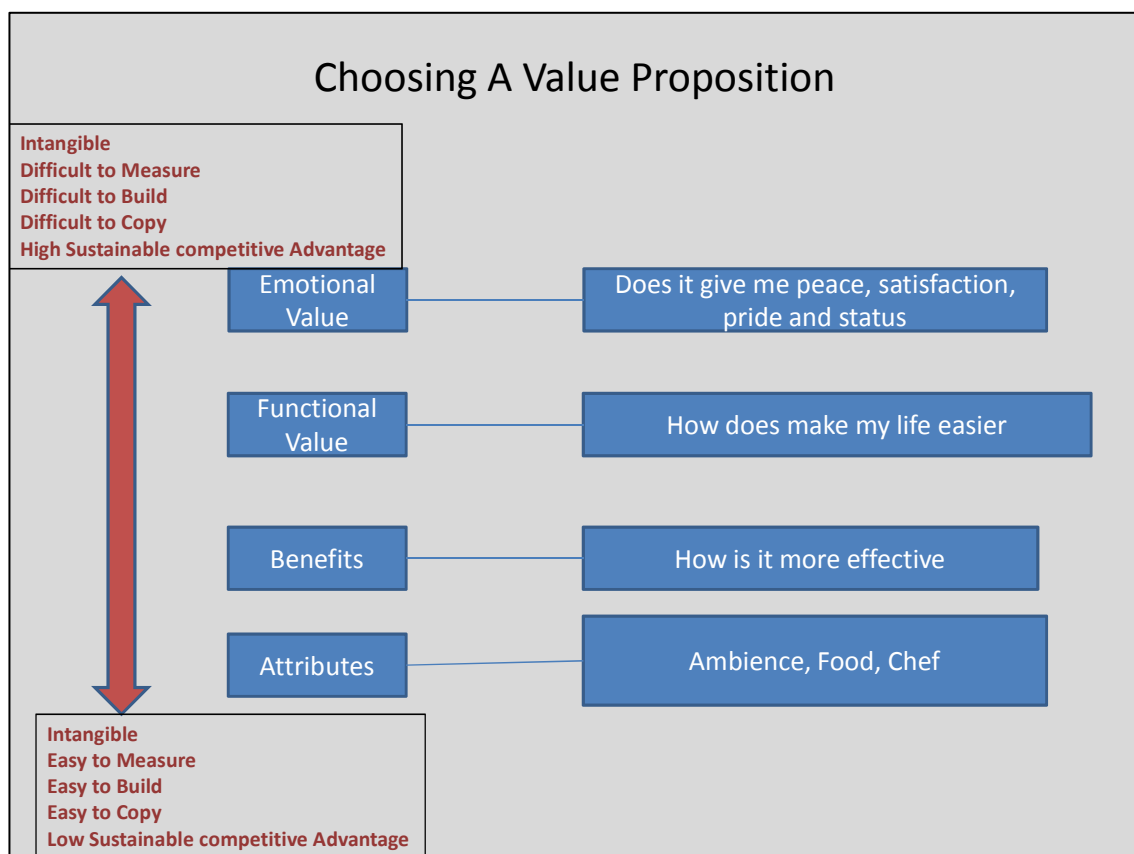 Choosing A Value Proposition
Intangible
Difficult to Measure
Difficult to Build
Difficult to Copy
High Sustainable competitive Advantage
Emotional
Value
Does it give me peace, satisfaction,
pride and status
Functional
Value
How does make my life easier
Benefits
How is it more effective
Attributes
Ambience, Food, Chef
Intangible
Easy to Measure
Easy to Build
Easy to Copy
Low Sustainable competitive Advantage